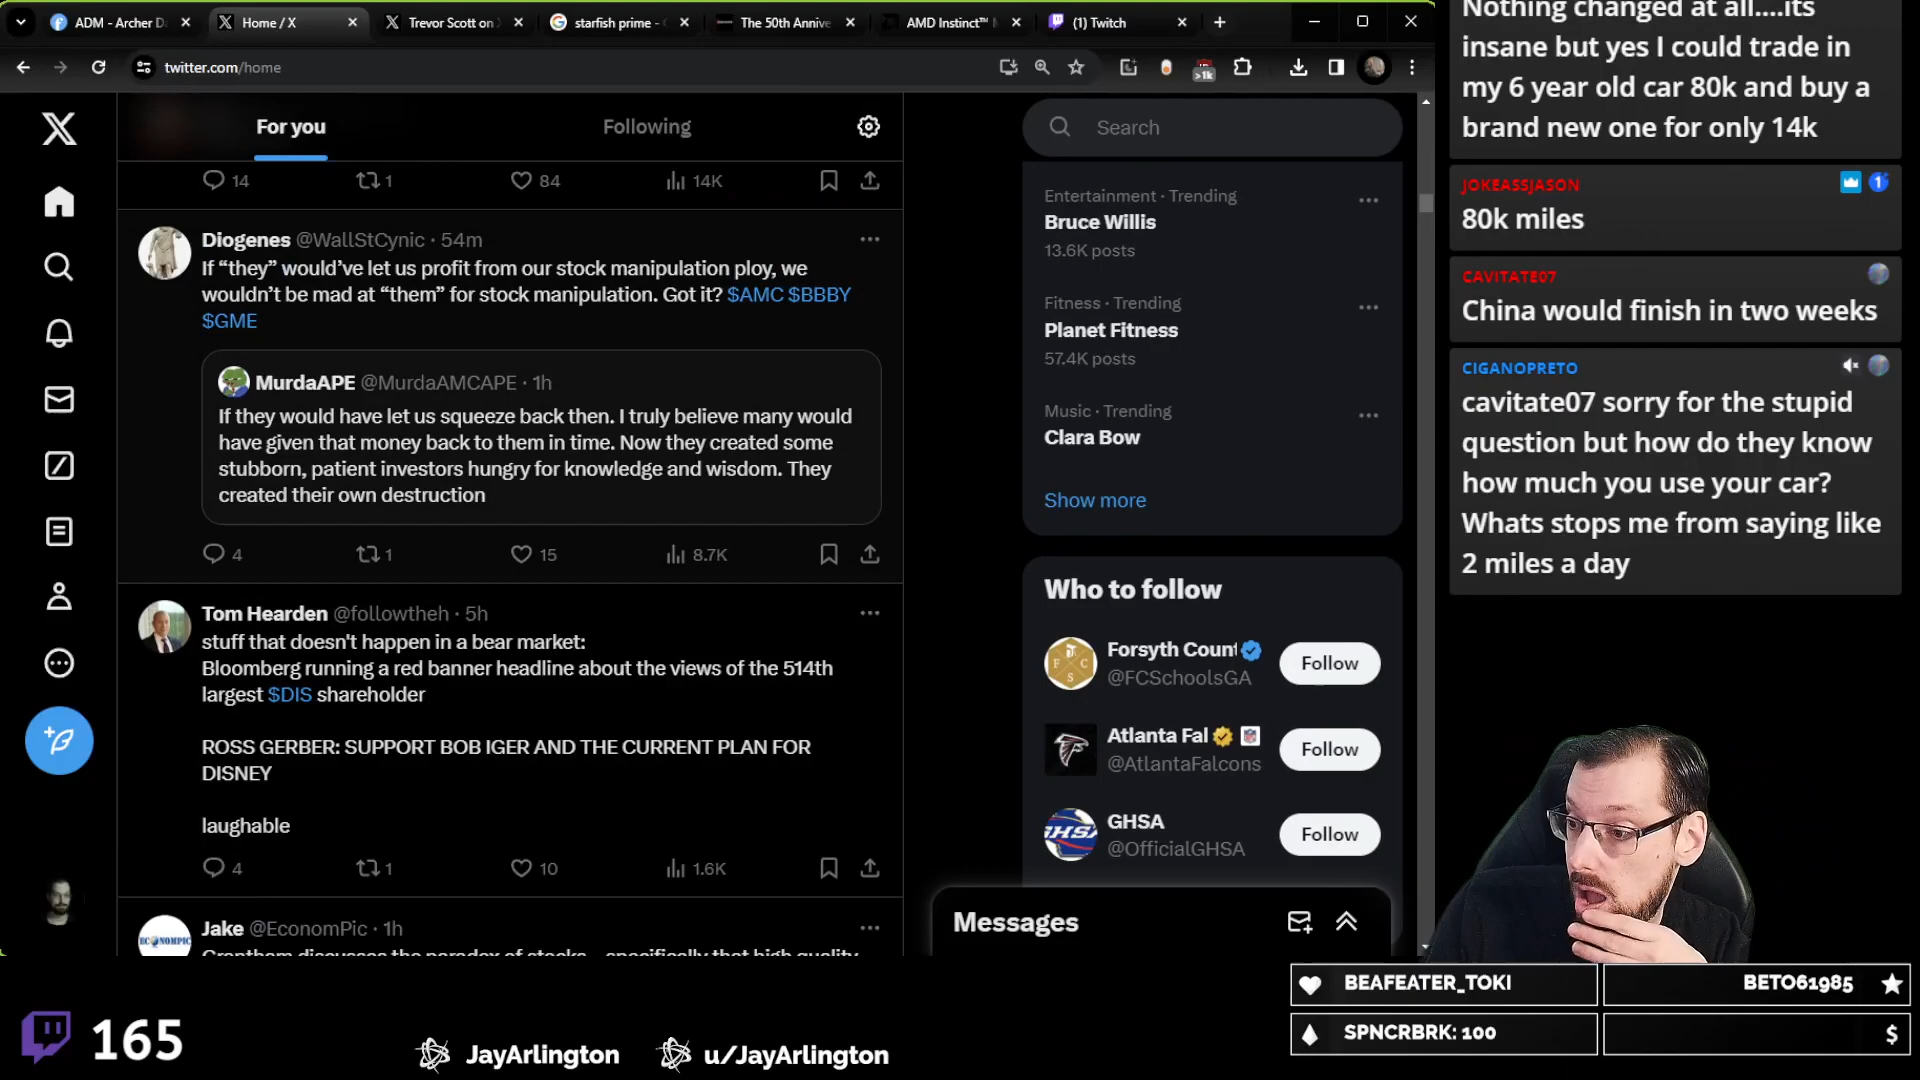 ADM - Archer D
Home / X
Trevor Scott on
starfish prime -
The 50th Annive
AMD Instinct™
(1) Twitch
twitter.com/home
>1k
For you
Following
14
1
84
14K
Diogenes @WallStCynic · 54m
If “they” would’ve let us profit from our stock manipulation ploy, we
wouldn’t be mad at “them” for stock manipulation. Got it? $AMC $BBBY
$GME
MurdaAPE @MurdaAMCAPE · 1h
If they would have let us squeeze back then. I truly believe many would
have given that money back to them in time. Now they created some
stubborn, patient investors hungry for knowledge and wisdom. They
created their own destruction
4
1
15
8.7K
Tom Hearden @followtheh · 5h
stuff that doesn't happen in a bear market:
Bloomberg running a red banner headline about the views of the 514th
largest $DIS shareholder
ROSS GERBER: SUPPORT BOB IGER AND THE CURRENT PLAN FOR
DISNEY
laughable
4
1
10
1.6K
Jake @EconomPic · 1h
Search
Entertainment · Trending
Bruce Willis
13.6K posts
Fitness · Trending
Planet Fitness
57.4K posts
Music · Trending
Clara Bow
Show more
Who to follow
Forsyth Count
@FCSchoolsGA
Follow
Atlanta Fal
@AtlantaFalcons
Follow
GHSA
@OfficialGHSA
Follow
Messages
Nothing changed at all....its
insane but yes I could trade in
my 6 year old car 80k and buy a
brand new one for only 14k
JOKEASSJASON
80k miles
CAVITATE07
China would finish in two weeks
CIGANOPRETO
cavitate07 sorry for the stupid
question but how do they know
how much you use your car?
Whats stops me from saying like
2 miles a day
BEAFEATER_TOKI
BETO61985
SPNCRBRK: 100
$
165
JayArlington
u/JayArlington